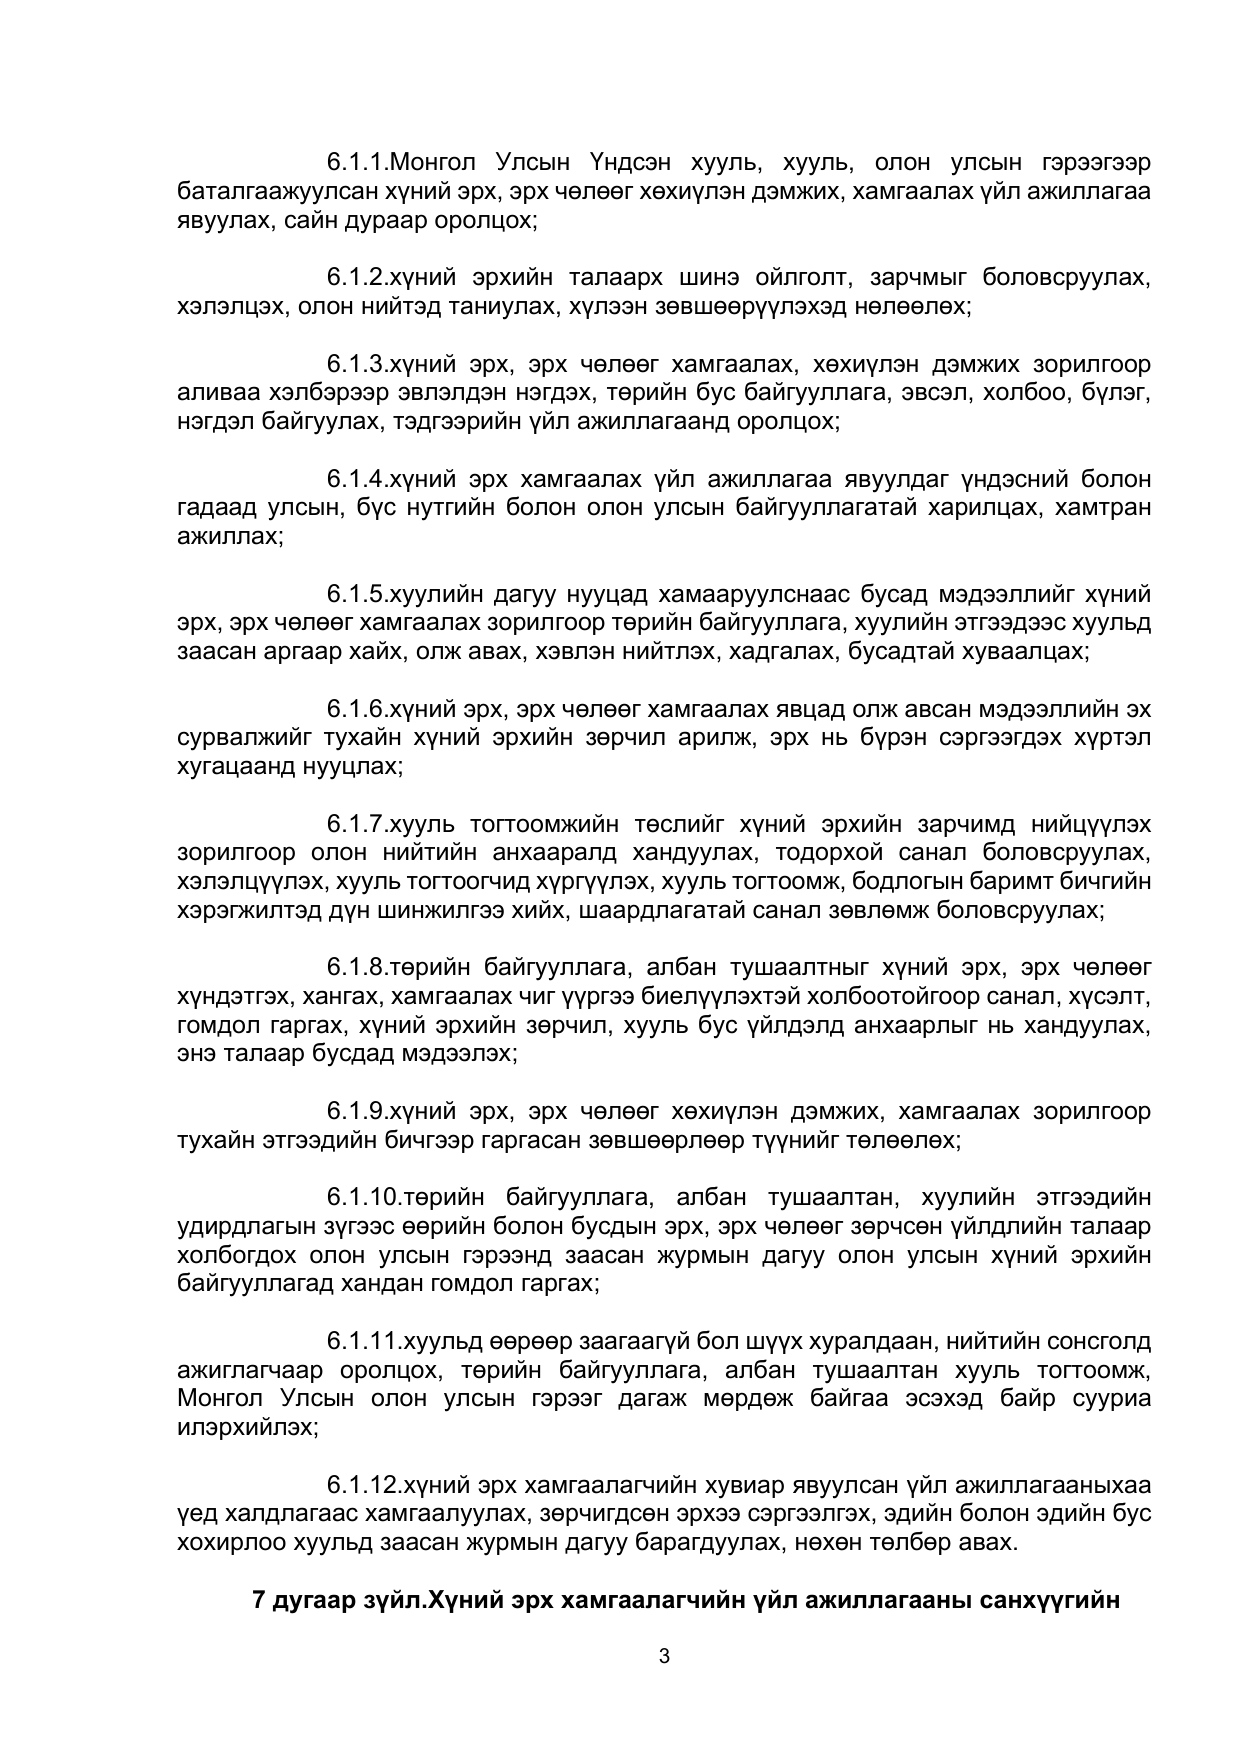 6.1.1.Монгол Улсын Үндсэн хууль, хууль, олон улсын гэрээгээр
баталгаажуулсан хүний эрх, эрх чөлөөг хөхиүлэн дэмжих, хамгаалах үйл ажиллагаа
явуулах, сайн дураар оролцох;
6.1.2.хүний эрхийн талаарх шинэ ойлголт, зарчмыг боловсруулах,
хэлэлцэх, олон нийтэд таниулах, хүлээн зөвшөөрүүлэхэд нөлөөлөх;
6.1.3.хүний эрх, эрх чөлөөг хамгаалах, хөхиүлэн дэмжих зорилгоор
аливаа хэлбэрээр эвлэлдэн нэгдэх, төрийн бус байгууллага, эвсэл, холбоо, бүлэг,
нэгдэл байгуулах, тэдгээрийн үйл ажиллагаанд оролцох;
6.1.4.хүний эрх хамгаалах үйл ажиллагаа явуулдаг үндэсний болон
гадаад улсын, бүс нутгийн болон олон улсын байгууллагатай харилцах, хамтран
ажиллах;
6.1.5.хуулийн дагуу нууцад хамааруулснаас бусад мэдээллийг хүний
эрх, эрх чөлөөг хамгаалах зорилгоор төрийн байгууллага, хуулийн этгээдээс хуульд
заасан аргаар хайх, олж авах, хэвлэн нийтлэх, хадгалах, бусадтай хуваалцах;
6.1.6.хүний эрх, эрх чөлөөг хамгаалах явцад олж авсан мэдээллийн эх
сурвалжийг тухайн хүний эрхийн зөрчил арилж, эрх нь бүрэн сэргээгдэх хүртэл
хугацаанд нууцлах;
6.1.7.хууль тогтоомжийн төслийг хүний эрхийн зарчимд нийцүүлэх
зорилгоор олон нийтийн анхааралд хандуулах, тодорхой санал боловсруулах,
хэлэлцүүлэх, хууль тогтоогчид хүргүүлэх, хууль тогтоомж, бодлогын баримт бичгийн
хэрэгжилтэд дүн шинжилгээ хийх, шаардлагатай санал зөвлөмж боловсруулах;
6.1.8.төрийн байгууллага, албан тушаалтныг хүний эрх, эрх чөлөөг
хүндэтгэх, хангах, хамгаалах чиг үүргээ биелүүлэхтэй холбоотойгоор санал, хүсэлт,
гомдол гаргах, хүний эрхийн зөрчил, хууль бус үйлдэлд анхаарлыг нь хандуулах,
энэ талаар бусдад мэдээлэх;
6.1.9.хүний эрх, эрх чөлөөг хөхиүлэн дэмжих, хамгаалах зорилгоор
тухайн этгээдийн бичгээр гаргасан зөвшөөрлөөр түүнийг төлөөлөх;
6.1.10.төрийн байгууллага, албан тушаалтан, хуулийн этгээдийн
удирдлагын зүгээс өөрийн болон бусдын эрх, эрх чөлөөг зөрчсөн үйлдлийн талаар
холбогдох олон улсын гэрээнд заасан журмын дагуу олон улсын хүний эрхийн
байгууллагад хандан гомдол гаргах;
6.1.11.хуульд өөрөөр заагаагүй бол шүүх хуралдаан, нийтийн сонсголд
ажиглагчаар оролцох, төрийн байгууллага, албан тушаалтан хууль тогтоомж,
Монгол Улсын олон улсын гэрээг дагаж мөрдөж байгаа эсэхэд байр сууриа
илэрхийлэх;
6.1.12.хүний эрх хамгаалагчийн хувиар явуулсан үйл ажиллагааныхаа
үед халдлагаас хамгаалуулах, зөрчигдсөн эрхээ сэргээлгэх, эдийн болон эдийн бус
хохирлоо хуульд заасан журмын дагуу барагдуулах, нөхөн төлбөр авах.
7 дугаар зүйл.Хүний эрх хамгаалагчийн үйл ажиллагааны санхүүгийн
3